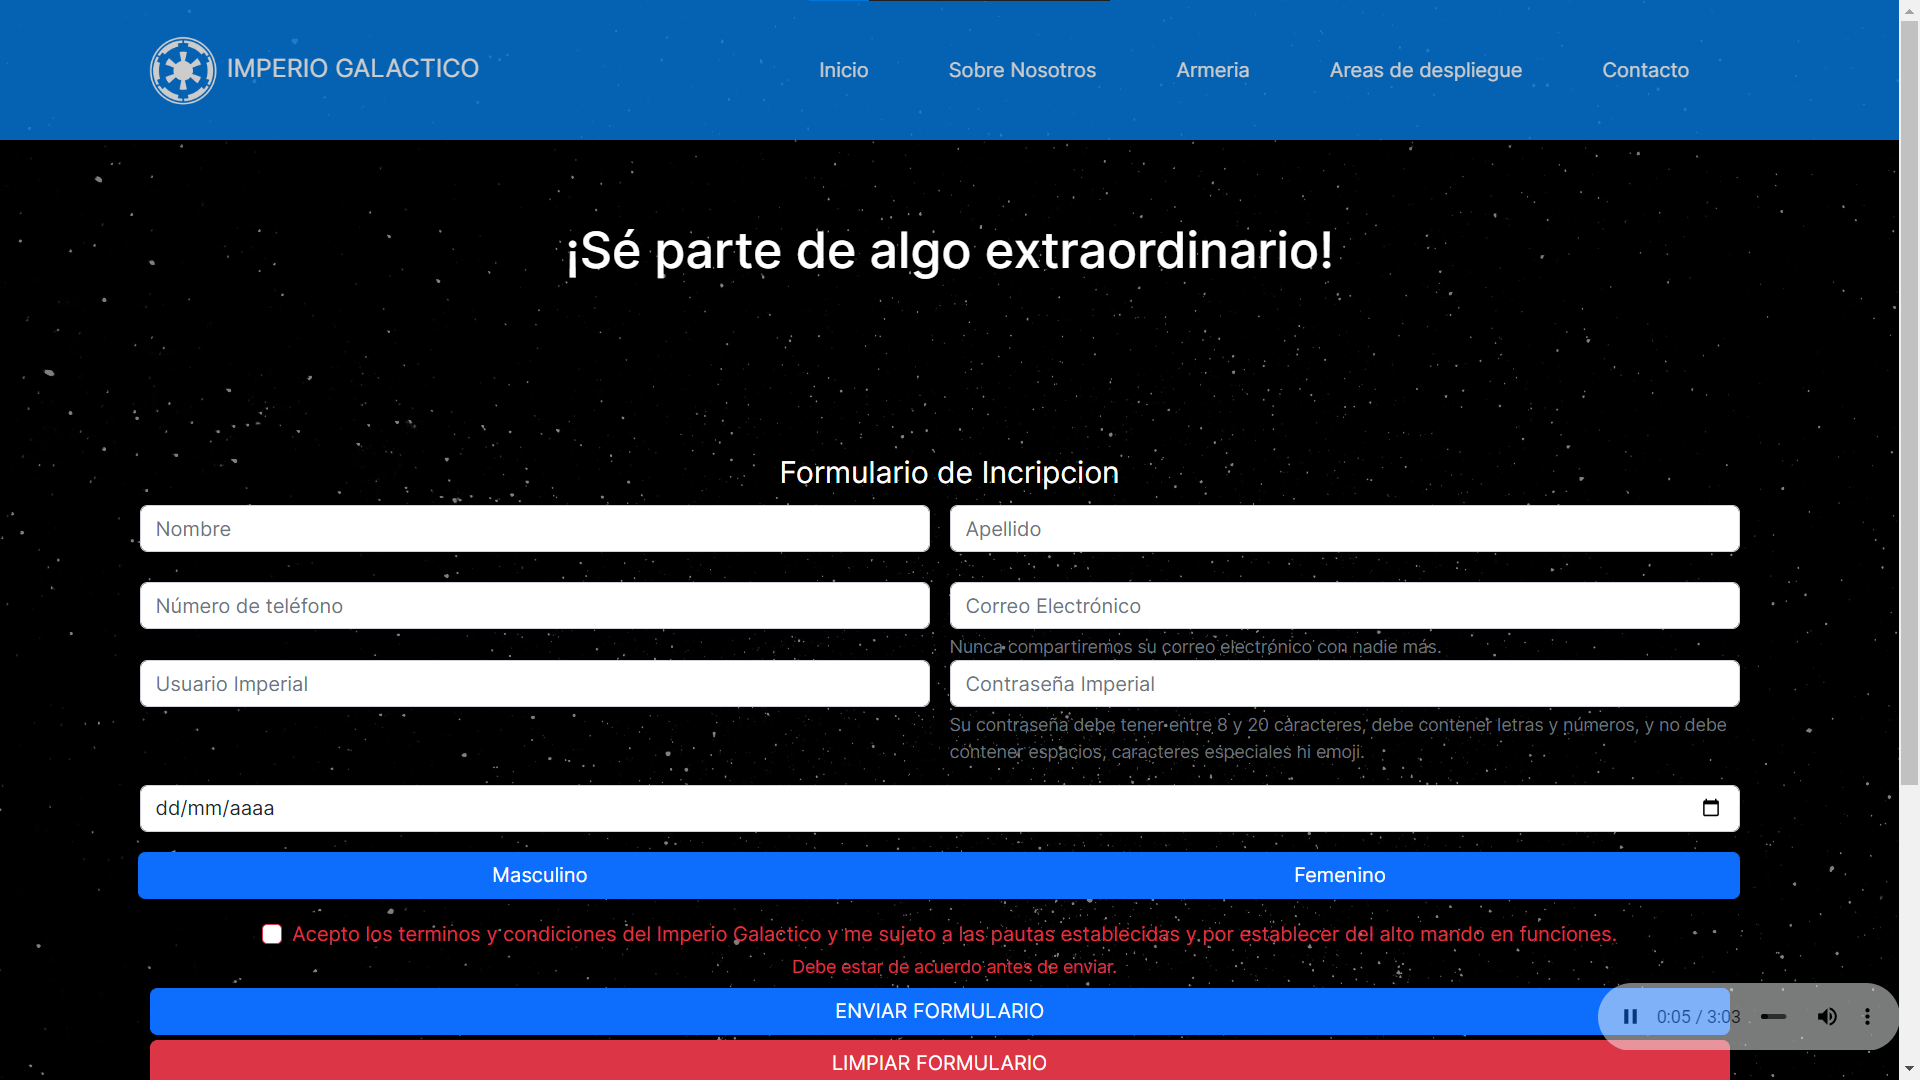 IMPERIO GALACTICO
Inicio
Sobre Nosotros
Armeria
Areas de despliegue
Contacto
¡Sé parte de algo extraordinario!
Formulario de Incripcion
Nombre
Apellido
Número de teléfono
Correo Electrónico
Nunca compartiremos su correo electrónico con nadie más.
Usuario Imperial
Contraseña Imperial
Su contraseña debe tener entre 8 y 20 caracteres, debe contener letras y números, y no debe
contener espacios, caracteres especiales hi emoji.
dd/mm/aaaa
Masculino
Femenino
Acepto los terminos y condiciones del Imperio Galactico y me sujeto a las pautas establecidas y por establecer del alto mando en funciones.
Debe estar de acuerdo antes de enviar.
ENVIAR FORMULARIO
0:05 / 3:03
LIMPIAR FORMULARIO